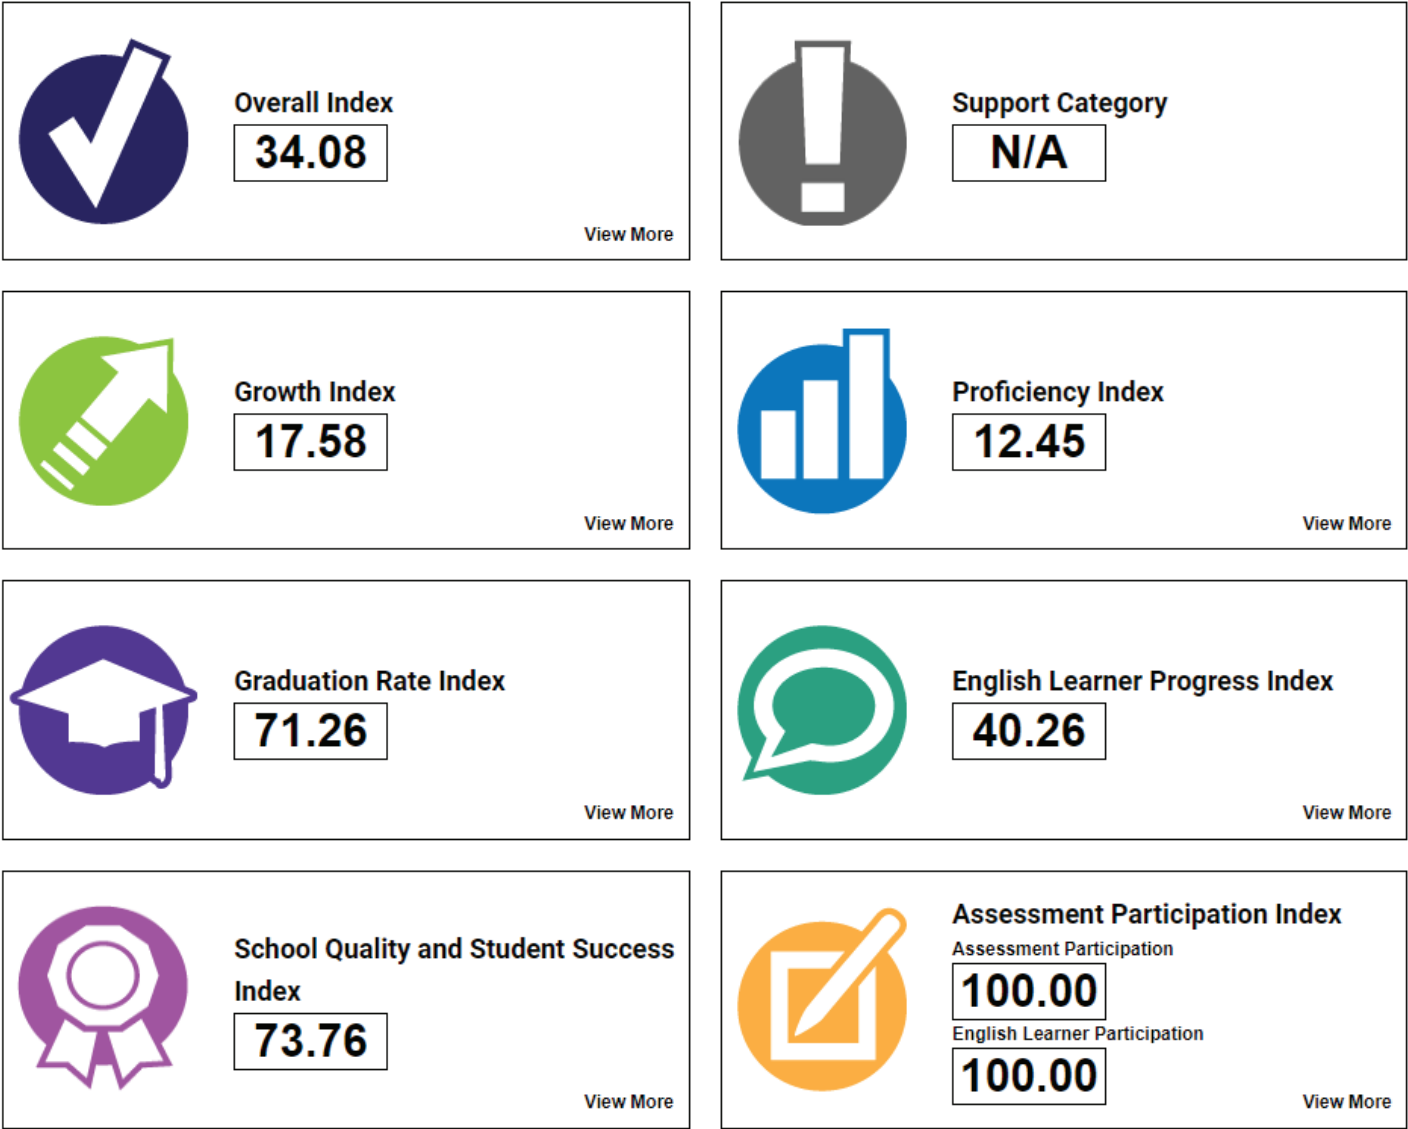 Overall Index
34.08
View More
Support Category
N/A
Growth Index
17.58
View More
Proficiency Index
12.45
View More
Graduation Rate Index
71.26
View More
English Learner Progress Index
40.26
View More
School Quality and Student Success
Index
73.76
View More
Assessment Participation Index
Assessment Participation
100.00
English Learner Participation
100.00
View More